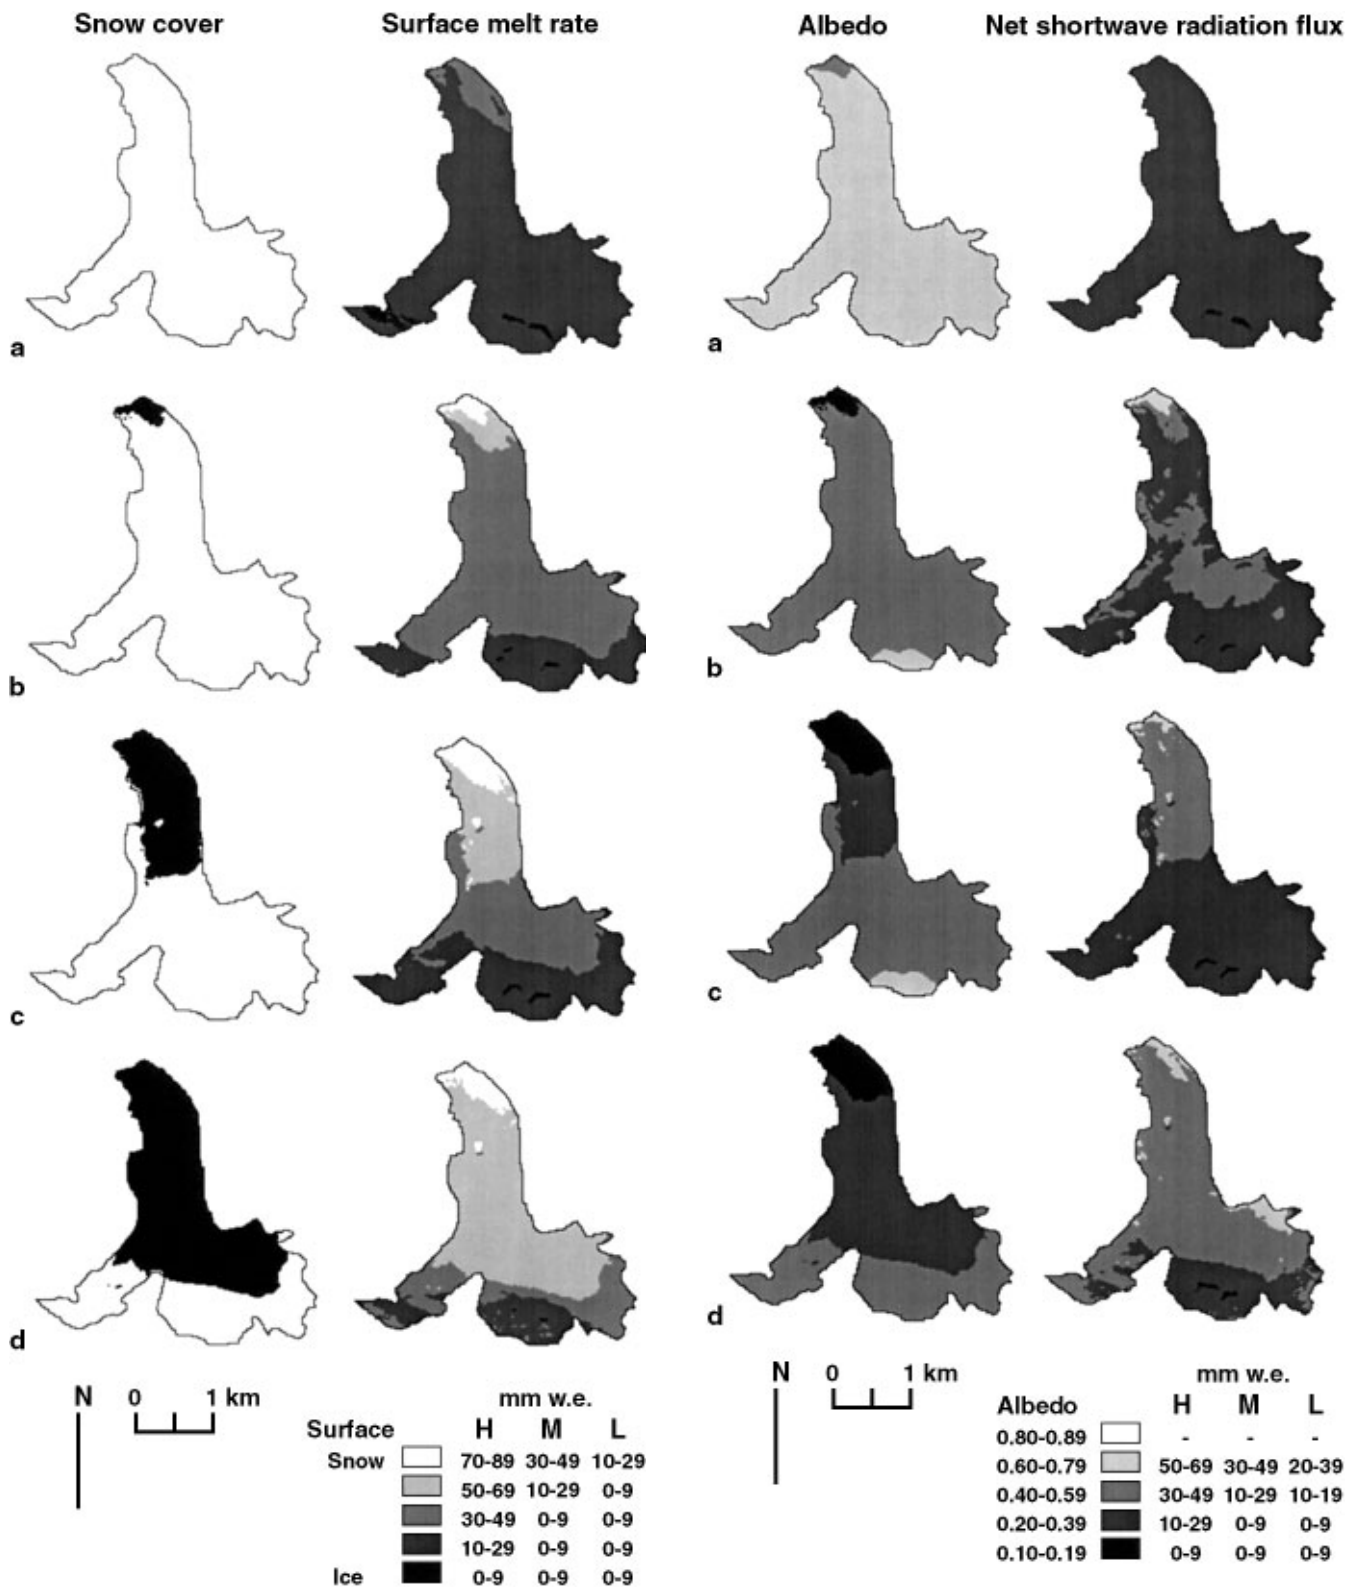 Snow cover Surface melt rate Albedo Net shortwave radiation flux
a a
b b
c c
d d
N 0 1 km
mm w.e.
Surface H M L
Snow 70-89 30-49 10-29
50-69 10-29 0-9
30-49 0-9 0-9
10-29 0-9 0-9
Ice 0-9 0-9 0-9
N 0 1 km
mm w.e.
Albedo H M L
0.80-0.89 - - -
0.60-0.79 50-69 30-49 20-39
0.40-0.59 30-49 10-29 10-19
0.20-0.39 10-29 0-9 0-9
0.10-0.19 0-9 0-9 0-9